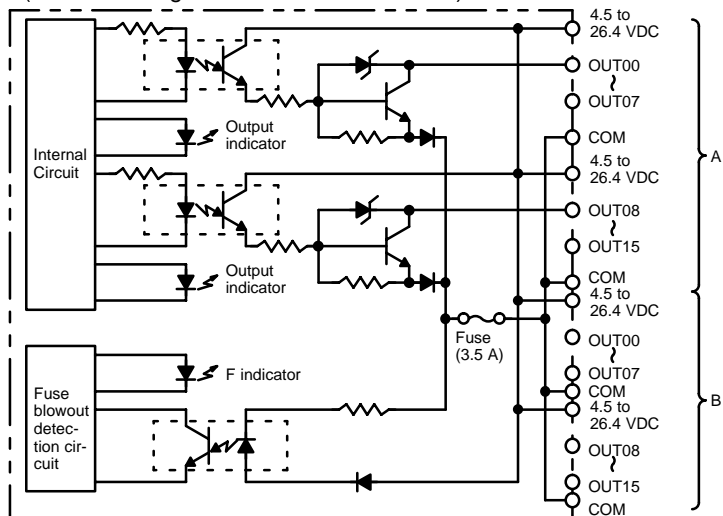 4.5 to
26.4 VDC
OUT00
OUT07
COM
4.5 to
26.4 VDC
OUT08
OUT15
COM
A
4.5 to
26.4 VDC
OUT00
OUT07
COM
4.5 to
26.4 VDC
OUT08
OUT15
COM
B
Internal
Circuit
Output
indicator
Output
indicator
Fuse
(3.5 A)
F indicator
Fuse
blowout
detec-
tion cir-
cuit